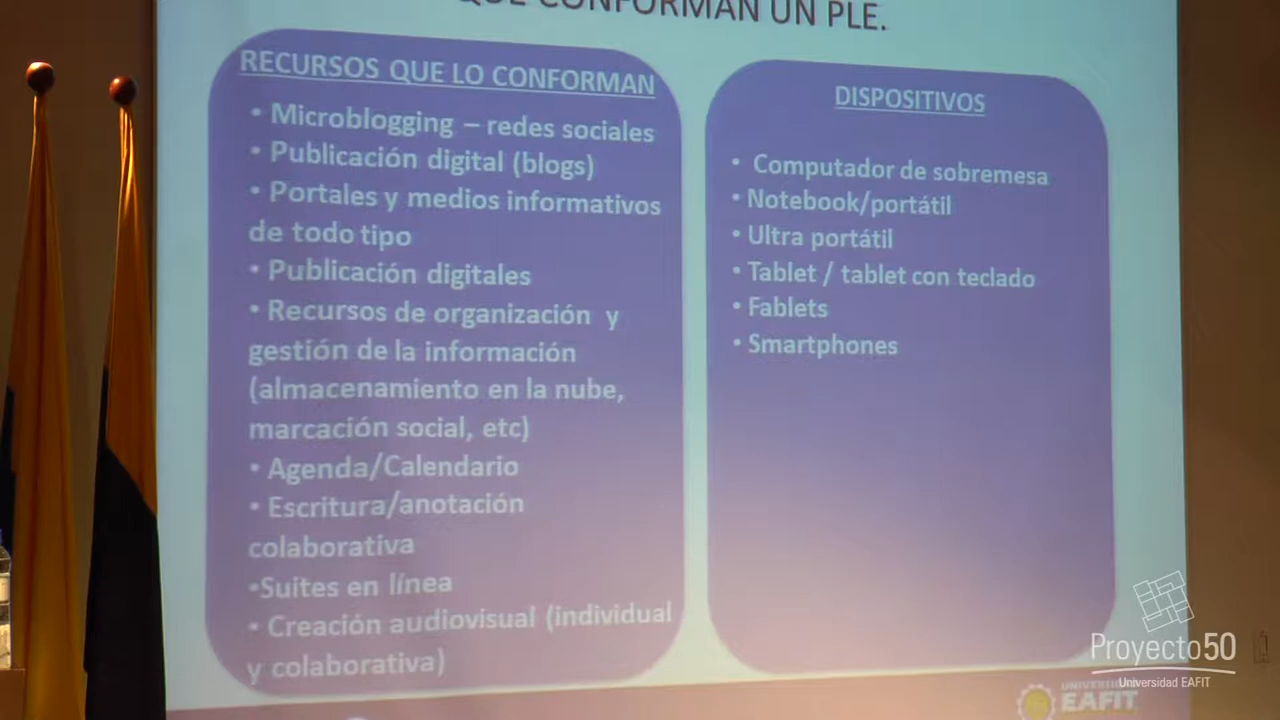 QUE CONFORMAN UN PLE.
RECURSOS QUE LO CONFORMAN
• Microblogging – redes sociales
• Publicación digital (blogs)
• Portales y medios informativos
de todo tipo
• Publicación digitales
• Recursos de organización y
gestión de la información
(almacenamiento en la nube,
marcación social, etc)
• Agenda/Calendario
• Escritura/anotación
colaborativa
•Suites en línea
• Creación audiovisual (individual
y colaborativa)
DISPOSITIVOS
• Computador de sobremesa
• Notebook/portátil
• Ultra portátil
• Tablet / tablet con teclado
• Fablets
• Smartphones
Proyecto50
Universidad EAFIT
EAFIT